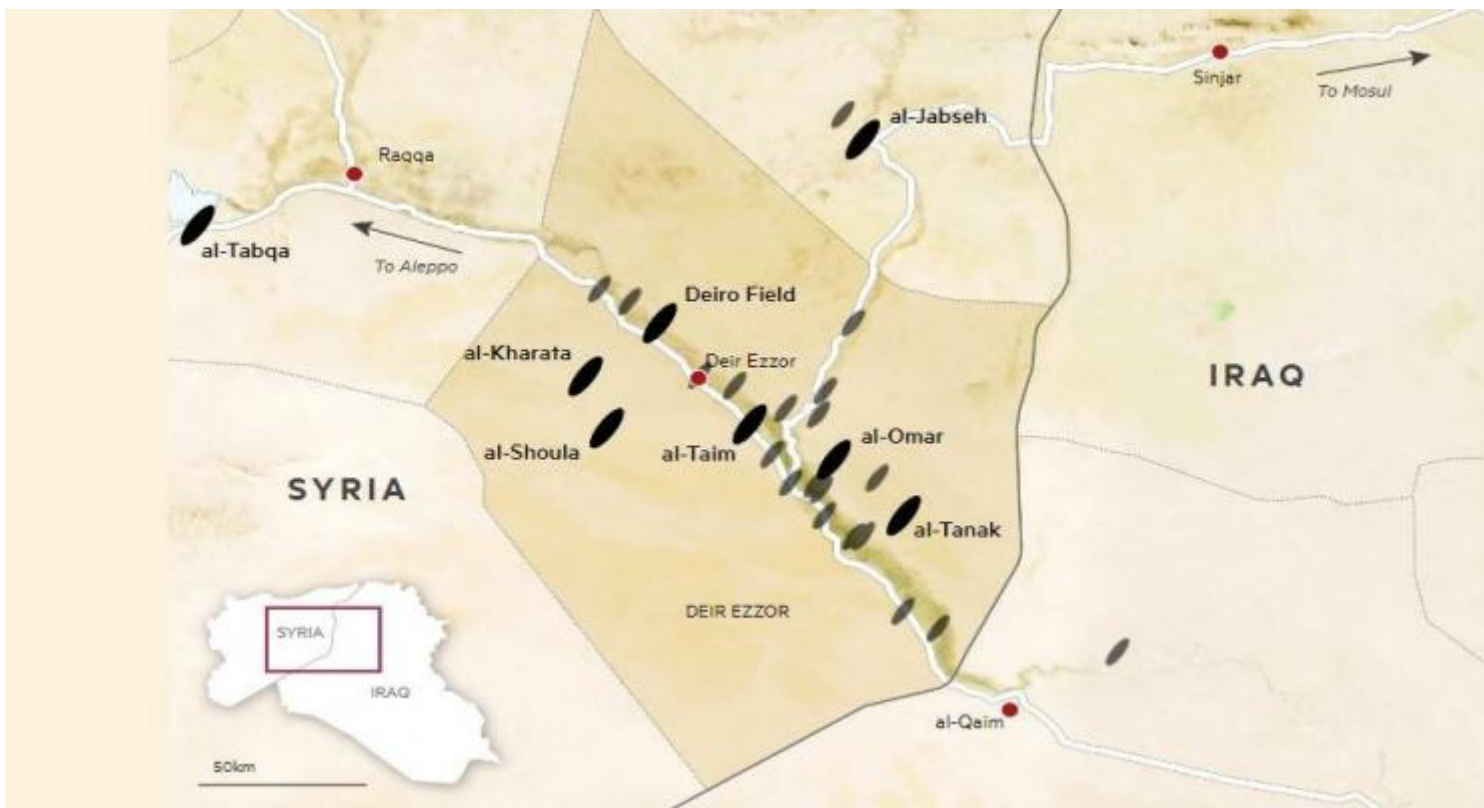 Sinjar
To Mosul
al-Jabseh
Raqqa
al-Tabqa
To Aleppo
Deiro Field
al-Kharata
Deir Ezzor
IRAQ
al-Omar
al-Shoula
al-Taim
SYRIA
al-Tanak
DEIR EZZOR
SYRIA
IRAQ
al-Qaim
50km